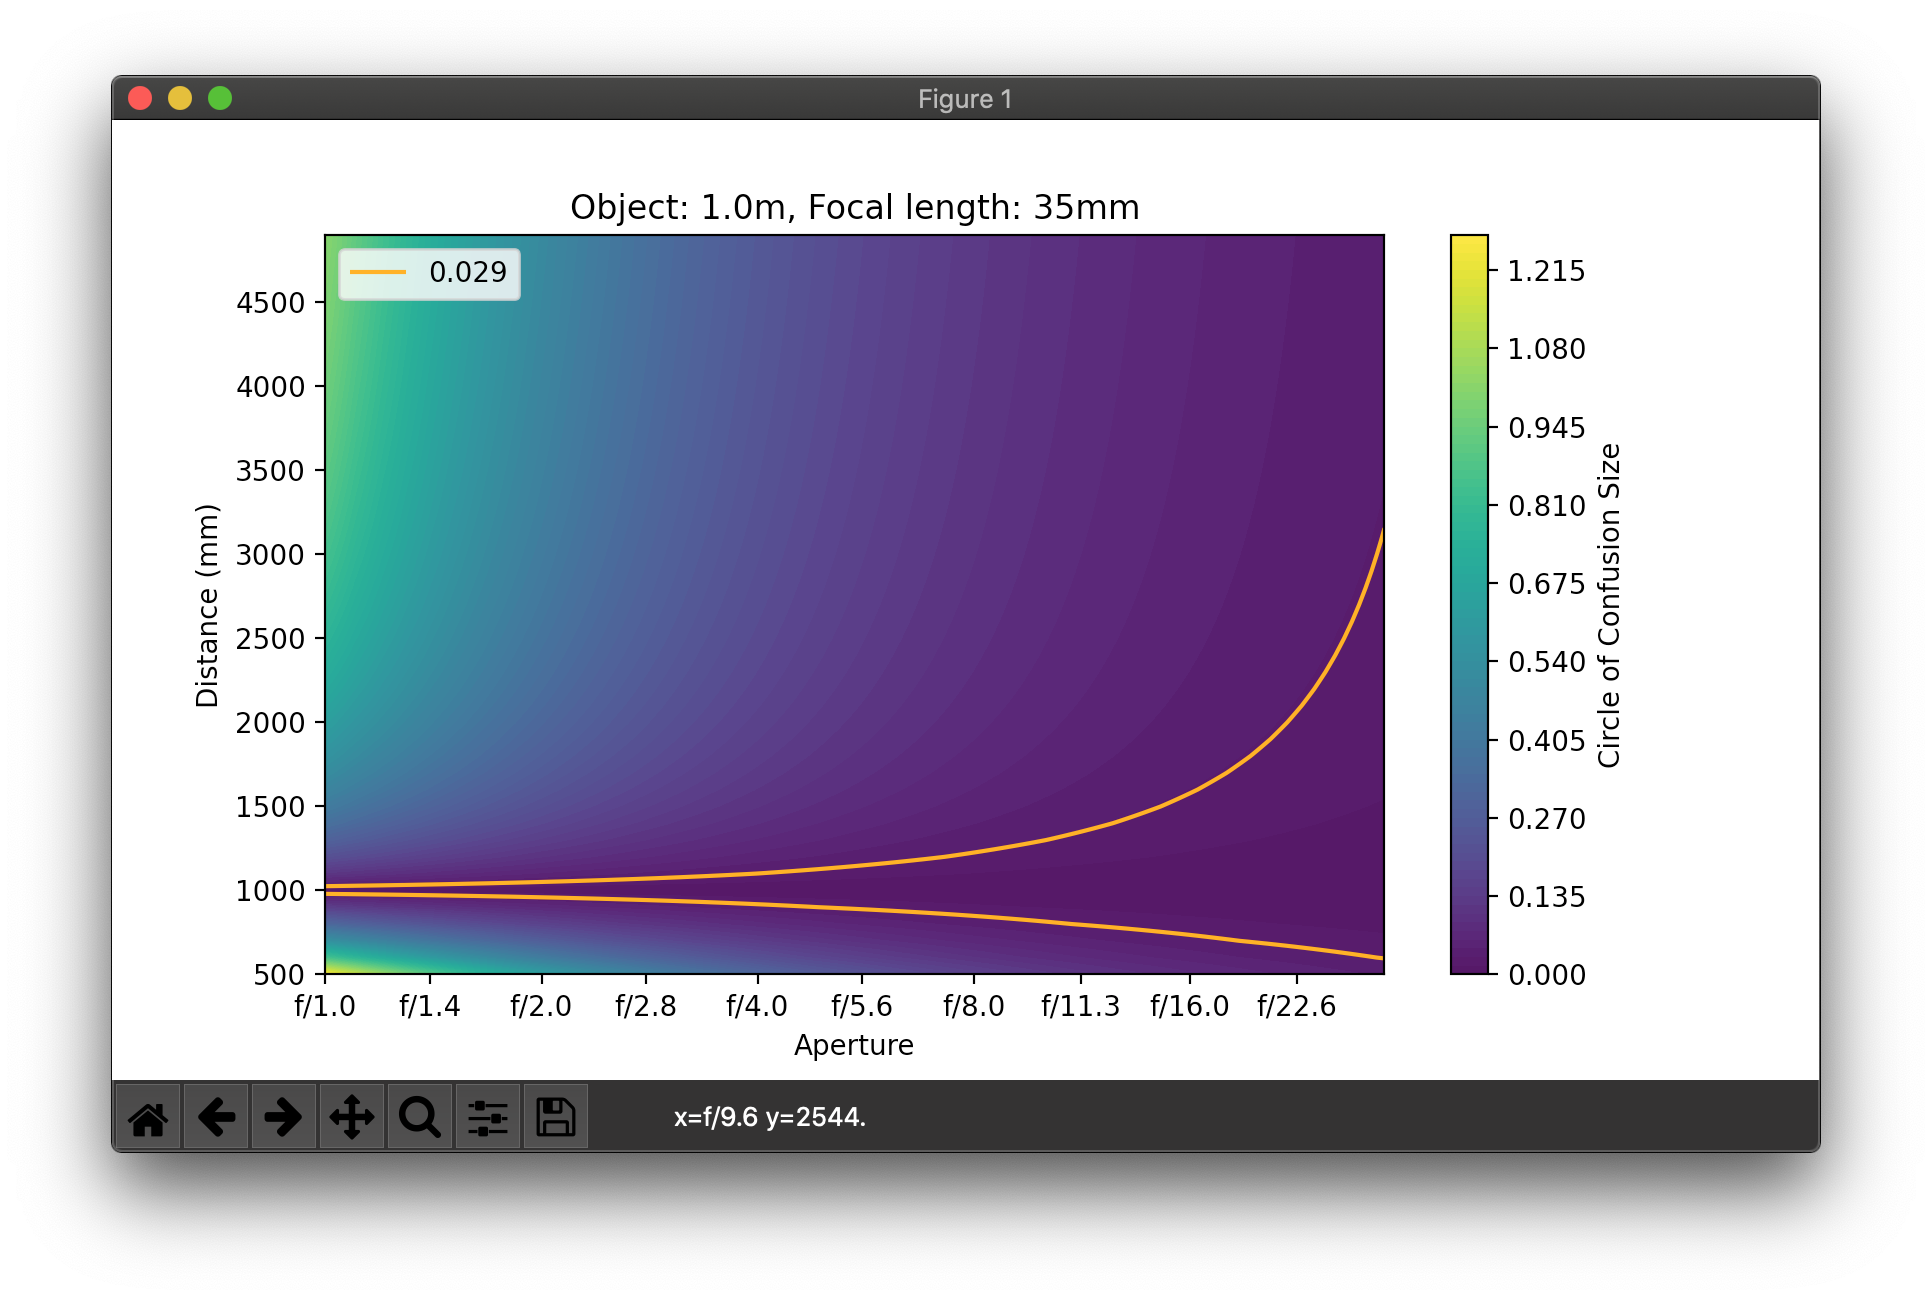 Figure 1
Object: 1.0m, Focal length: 35mm
0.029
Distance (mm)
4500
4000
3500
3000
2500
2000
1500
1000
500
f/1.0 f/1.4 f/2.0 f/2.8 f/4.0 f/5.6 f/8.0 f/11.3 f/16.0 f/22.6
Aperture
1.215
1.080
0.945
0.810
0.675
0.540
0.405
0.270
0.135
0.000
Circle of Confusion Size
x=f/9.6 y=2544.